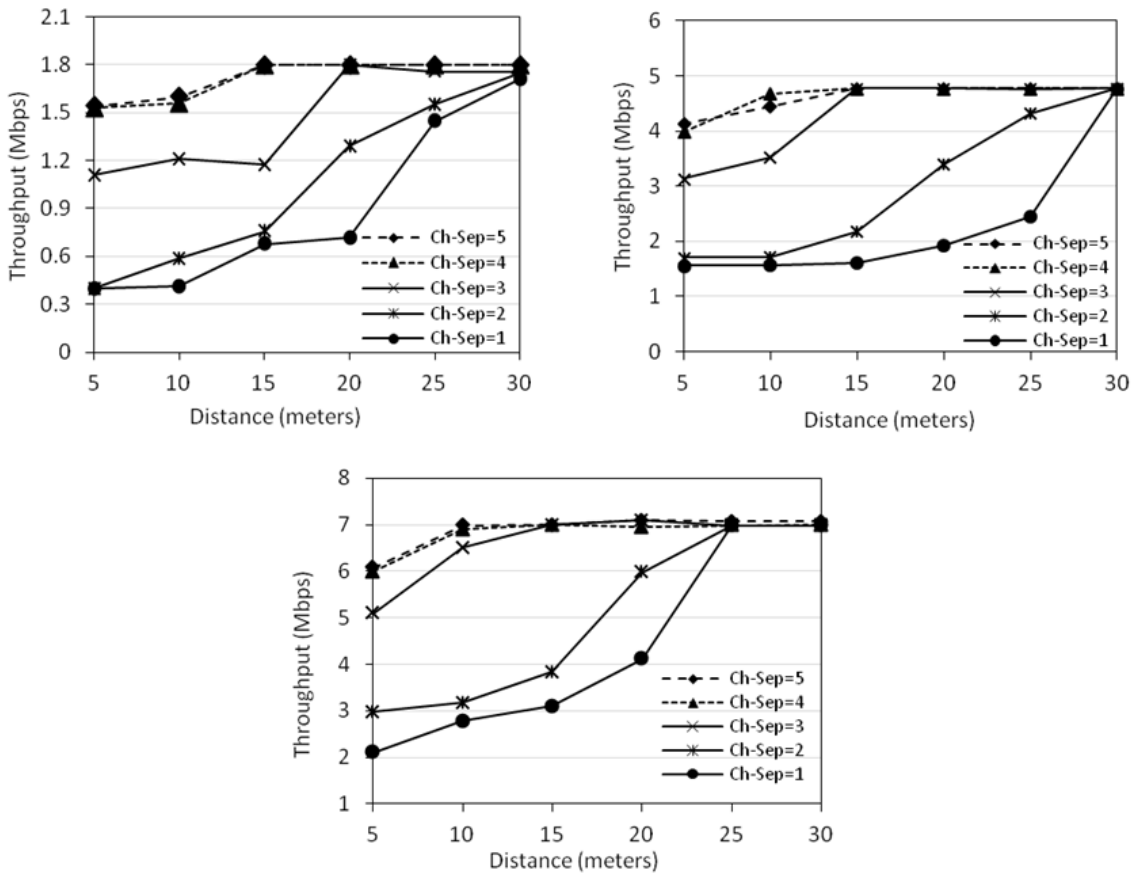 2.1
1.8
1.5
1.2
0.9
0.6
0.3
0
Throughput (Mbps)
Ch-Sep=5
Ch-Sep=4
Ch-Sep=3
Ch-Sep=2
Ch-Sep=1
5 10 15 20 25 30
Distance (meters)
6
5
4
3
2
1
0
Throughput (Mbps)
Ch-Sep=5
Ch-Sep=4
Ch-Sep=3
Ch-Sep=2
Ch-Sep=1
5 10 15 20 25 30
Distance (meters)
8
7
6
5
4
3
2
1
Throughput (Mbps)
Ch-Sep=5
Ch-Sep=4
Ch-Sep=3
Ch-Sep=2
Ch-Sep=1
5 10 15 20 25 30
Distance (meters)